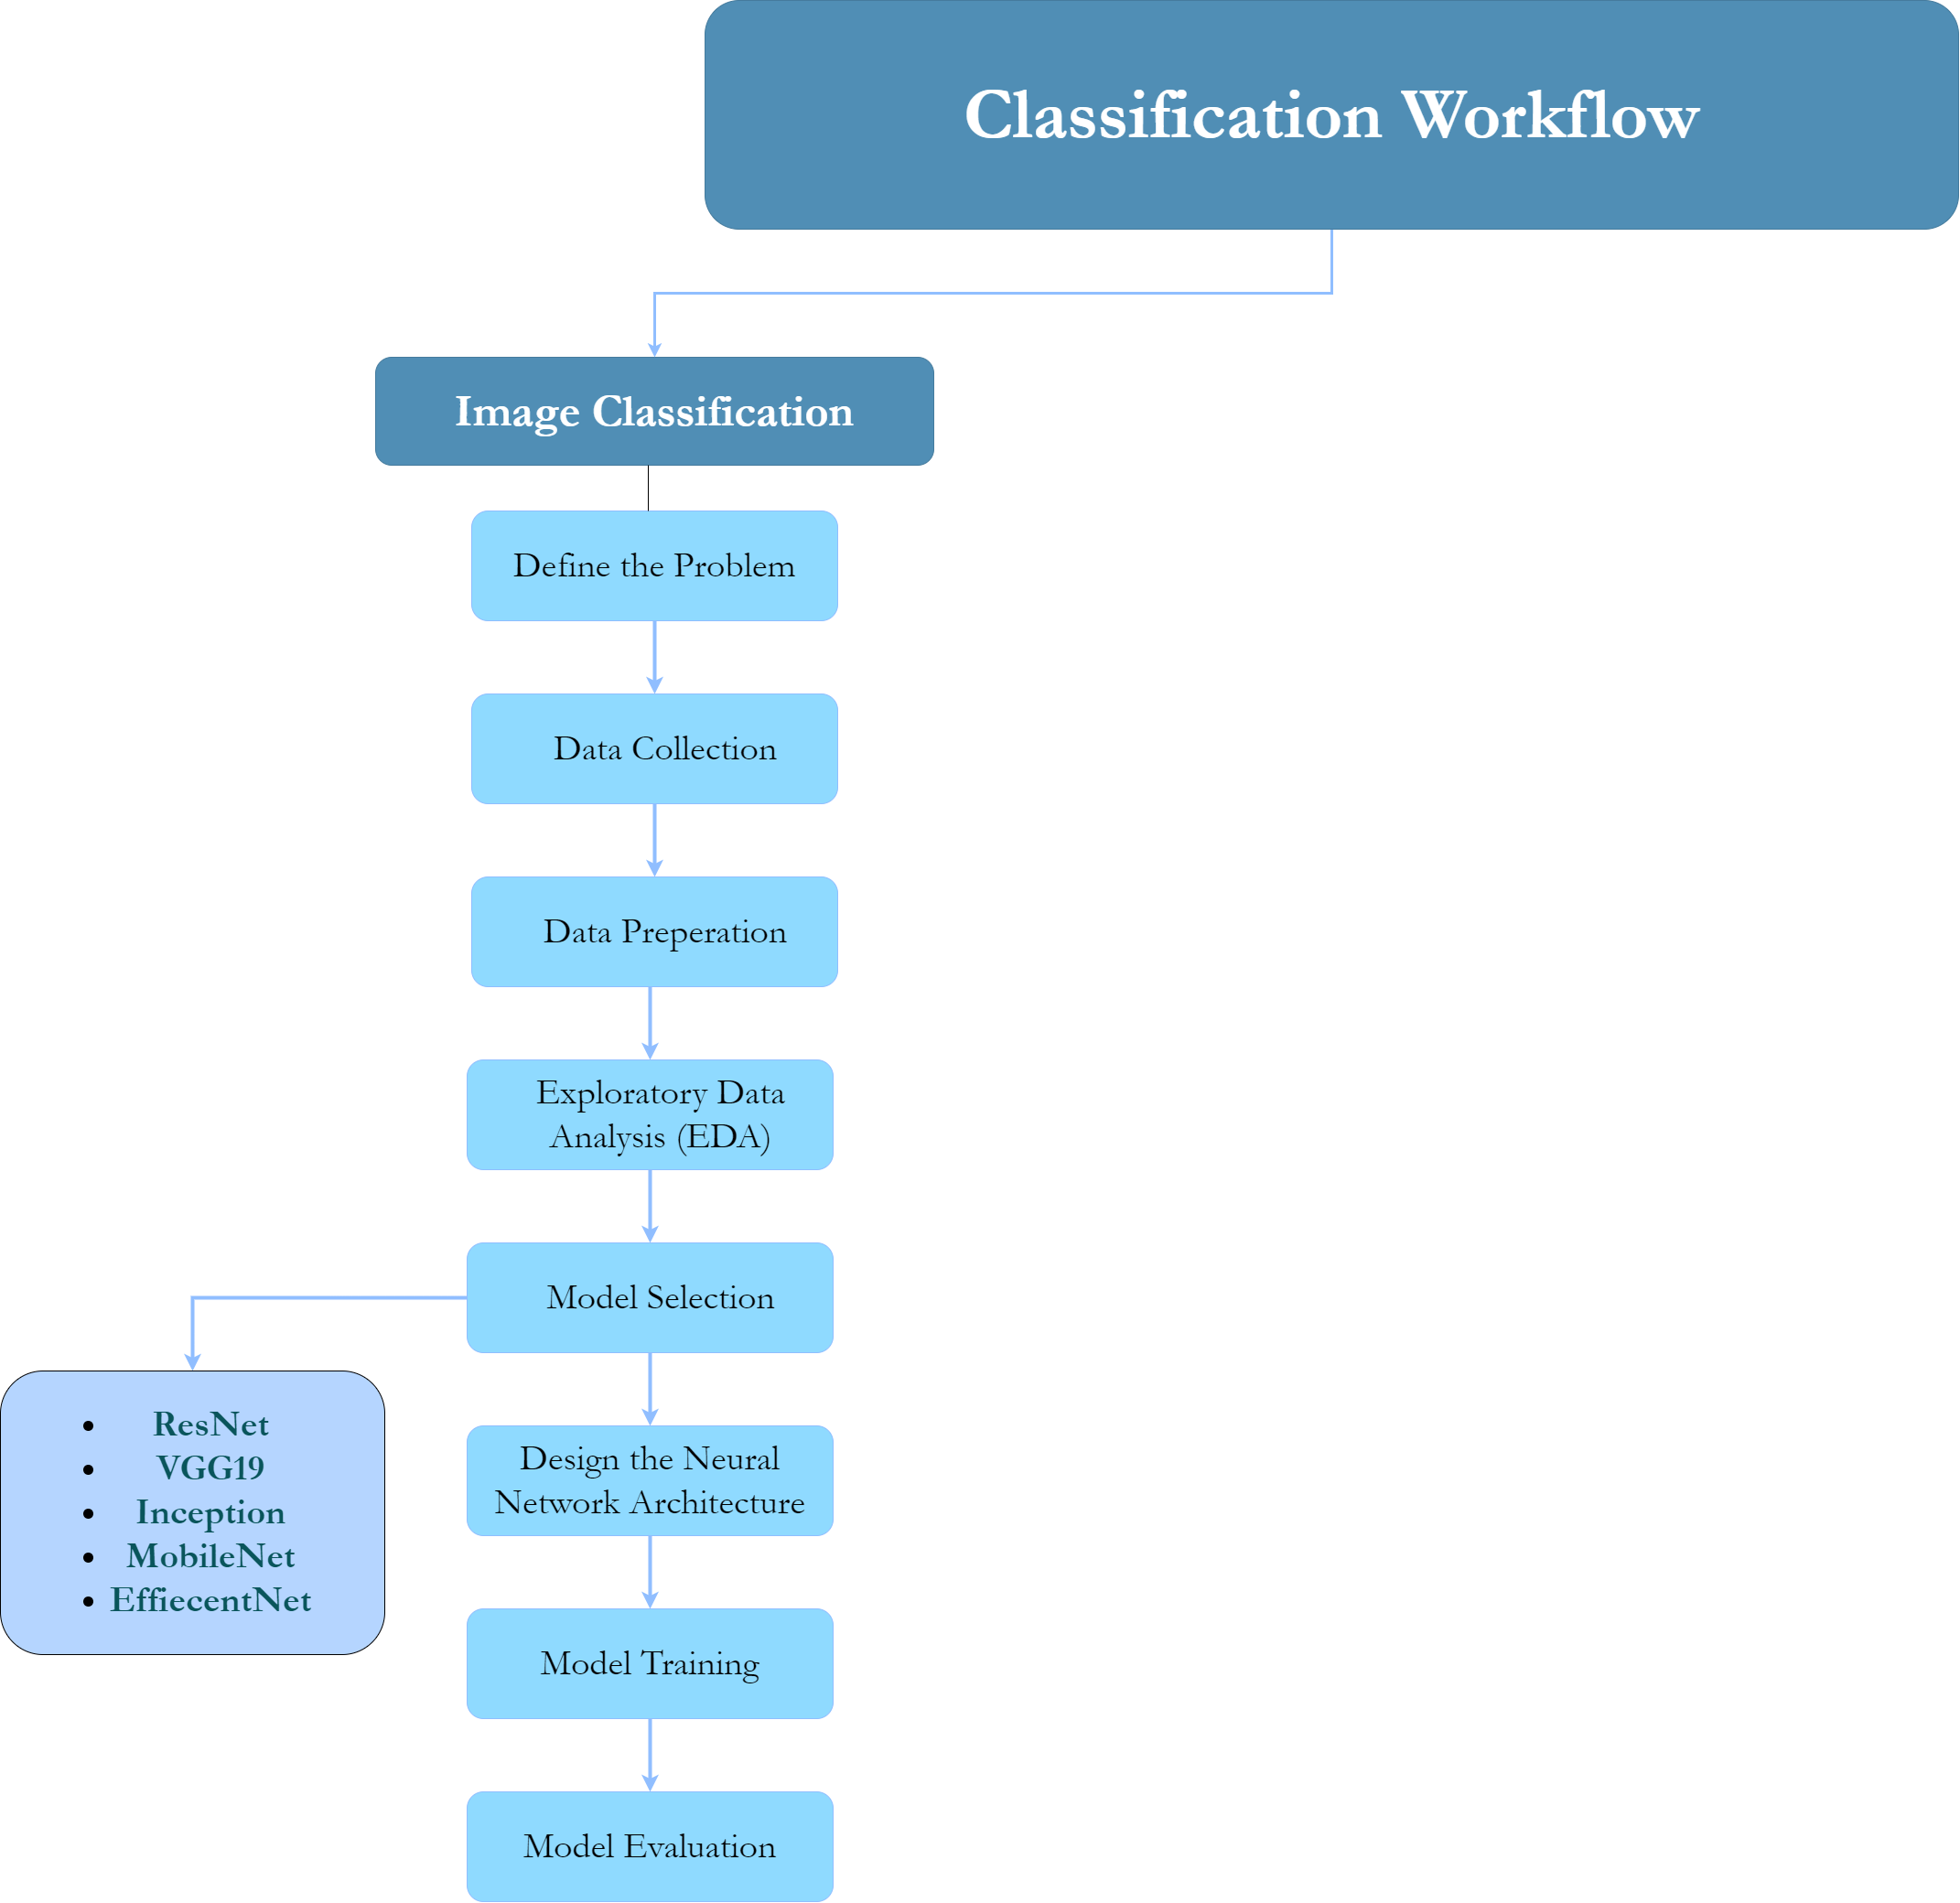 Classification Workflow
Image Classification
Define the Problem
Data Collection
Data Preperation
Exploratory Data
Analysis (EDA)
Model Selection
• ResNet
• VGG19
• Inception
• MobileNet
• EffiecentNet
Design the Neural
Network Architecture
Model Training
Model Evaluation